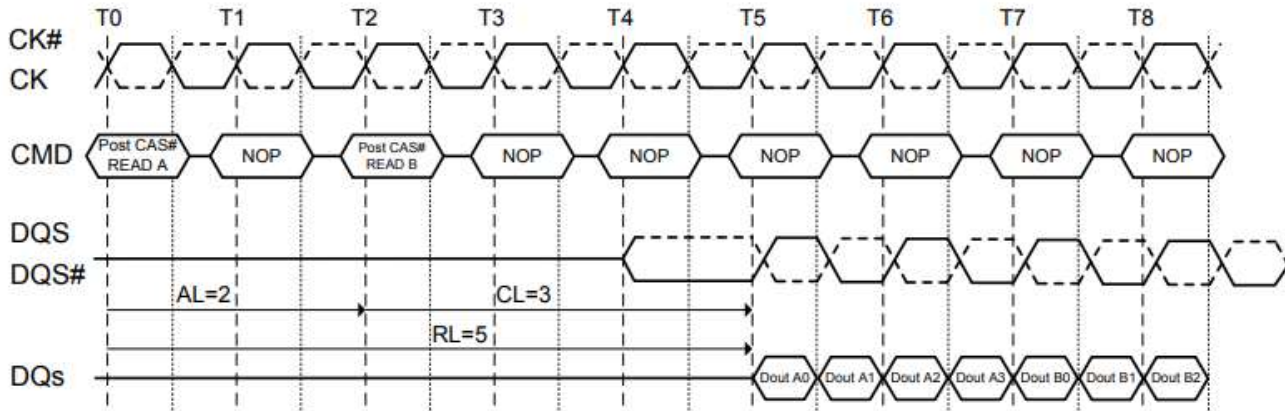 T0 T1 T2 T3 T4 T5 T6 T7 T8
CK#
CK
CMD
Post CAS#
READ A
NOP
Post CAS#
READ B
NOP
NOP
NOP
NOP
NOP
NOP
DQS
DQS#
AL=2
CL=3
RL=5
DQs
Dout A0
Dout A1
Dout A2
Dout A3
Dout B0
Dout B1
Dout B2